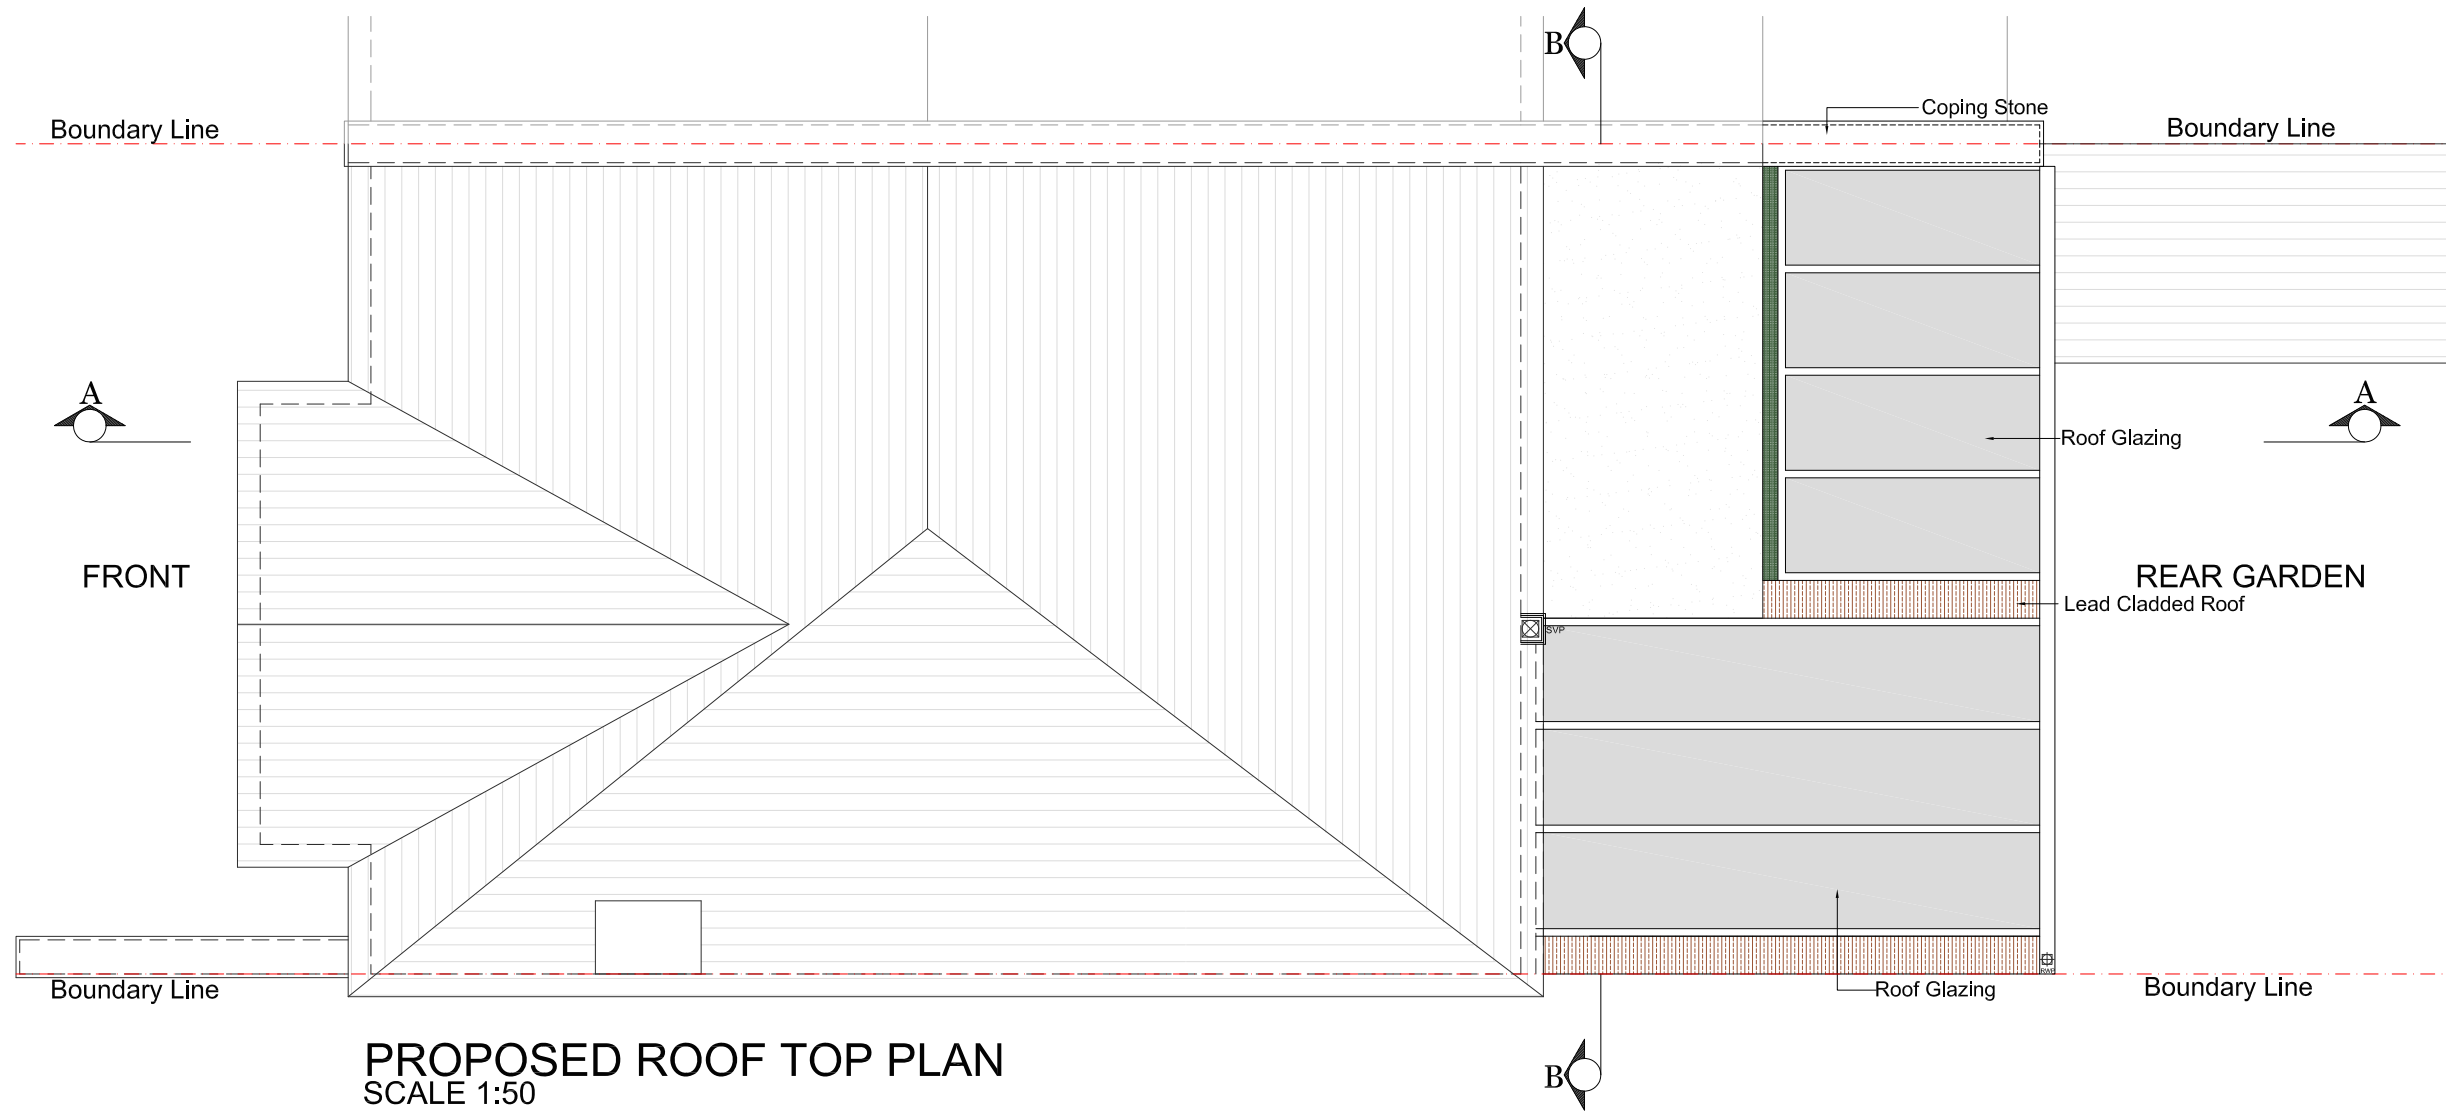 B
Coping Stone
Boundary Line
Boundary Line
A
A
Roof Glazing
FRONT
REAR GARDEN
Lead Cladded Roof
SVP
RWP
Boundary Line
Roof Glazing
Boundary Line
PROPOSED ROOF TOP PLAN
SCALE 1:50
B